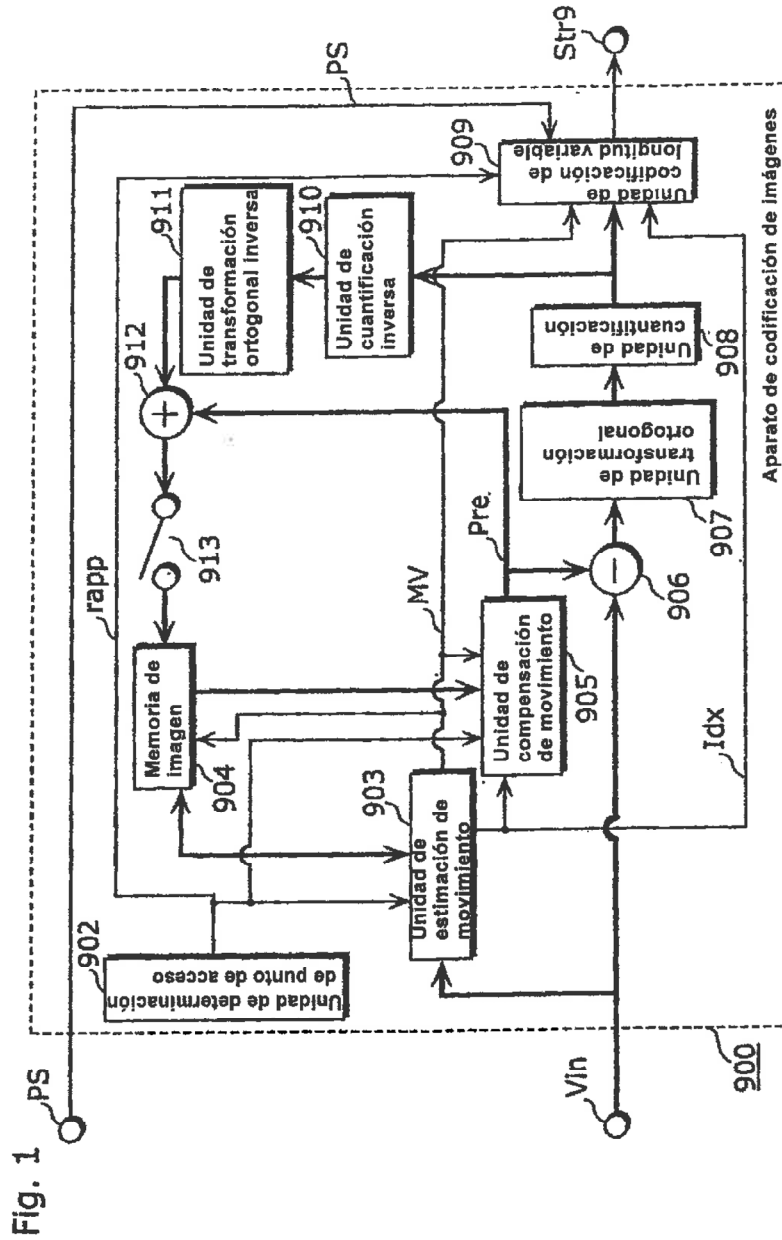 Fig. 1
PS
PS
Str9
900
Vin
902
Unidad de determinación
de punto de acceso
rapp
Memoria de
imagen
904
913
912
911
Unidad de
transformación
ortogonal inversa
910
Unidad de
cuantificación
inversa
909
Unidad de
codificación de
longitud variable
903
Unidad de
estimación de
movimiento
MV
Unidad de
compensación
de movimiento
905
Pre.
906
Unidad de
transformación
ortogonal
907
Unidad de
cuantificación
908
Idx
+
-
Aparato de codificación de imágenes